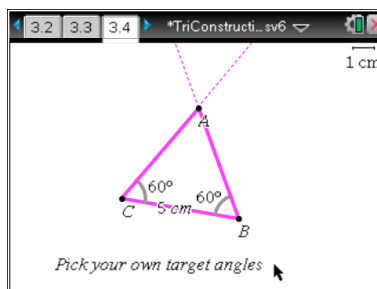 3.2 3.3 3.4 *TriConstructi...sv6
1 cm
A
60° 60°
C 5 cm
B
Pick your own target angles